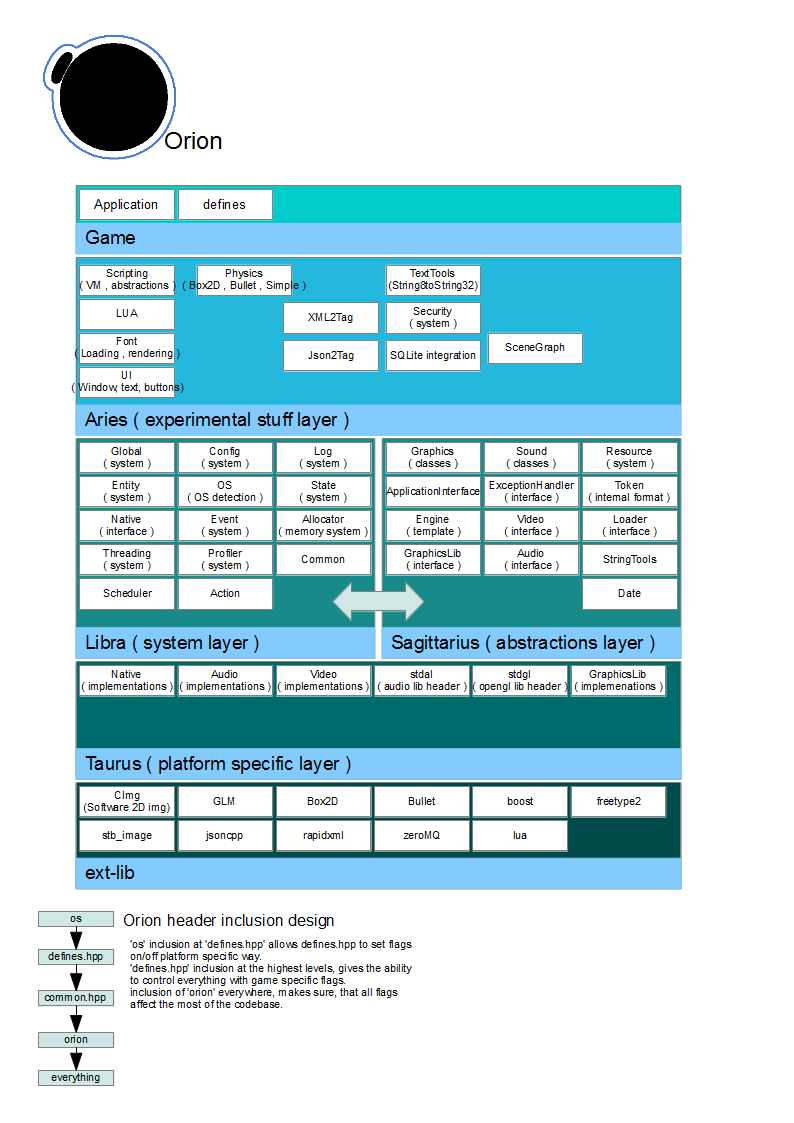 Orion
Application
defines
Game
Scripting
( VM , abstractions )
Physics
( Box2D , Bullet , Simple )
TextTools
(String8toString32)
LUA
XML2Tag
Security
( system )
Font
( Loading , rendering )
Json2Tag
SQLite integration
SceneGraph
UI
( Window, text, buttons)
Aries ( experimental stuff layer )
Global
( system )
Config
( system )
Log
( system )
Entity
( system )
OS
( OS detection )
State
( system )
Native
( interface )
Event
( system )
Allocator
( memory system )
Threading
( system )
Profiler
( system )
Common
Scheduler
Action
Libra ( system layer )
Graphics
( classes )
Sound
( classes )
Resource
( system )
ApplicationInterface
ExceptionHandler
( interface )
Token
( internal format )
Engine
( template )
Video
( interface )
Loader
( interface )
GraphicsLib
( interface )
Audio
( interface )
StringTools
Date
Sagittarius ( abstractions layer )
Native
( implementations )
Audio
( implementations )
Video
( implementations )
stdal
( audio lib header )
stdgl
( opengl lib header )
GraphicsLib
( implemenations )
Taurus ( platform specific layer )
CImg
(Software 2D img)
GLM
Box2D
Bullet
boost
freetype2
stb_image
jsoncpp
rapidxml
zeroMQ
lua
ext-lib
os
defines.hpp
common.hpp
orion
everything
Orion header inclusion design
'os' inclusion at 'defines.hpp' allows defines.hpp to set flags
on/off platform specific way.
'defines.hpp' inclusion at the highest levels, gives the ability
to control everything with game specific flags.
inclusion of 'orion' everywhere, makes sure, that all flags
affect the most of the codebase.